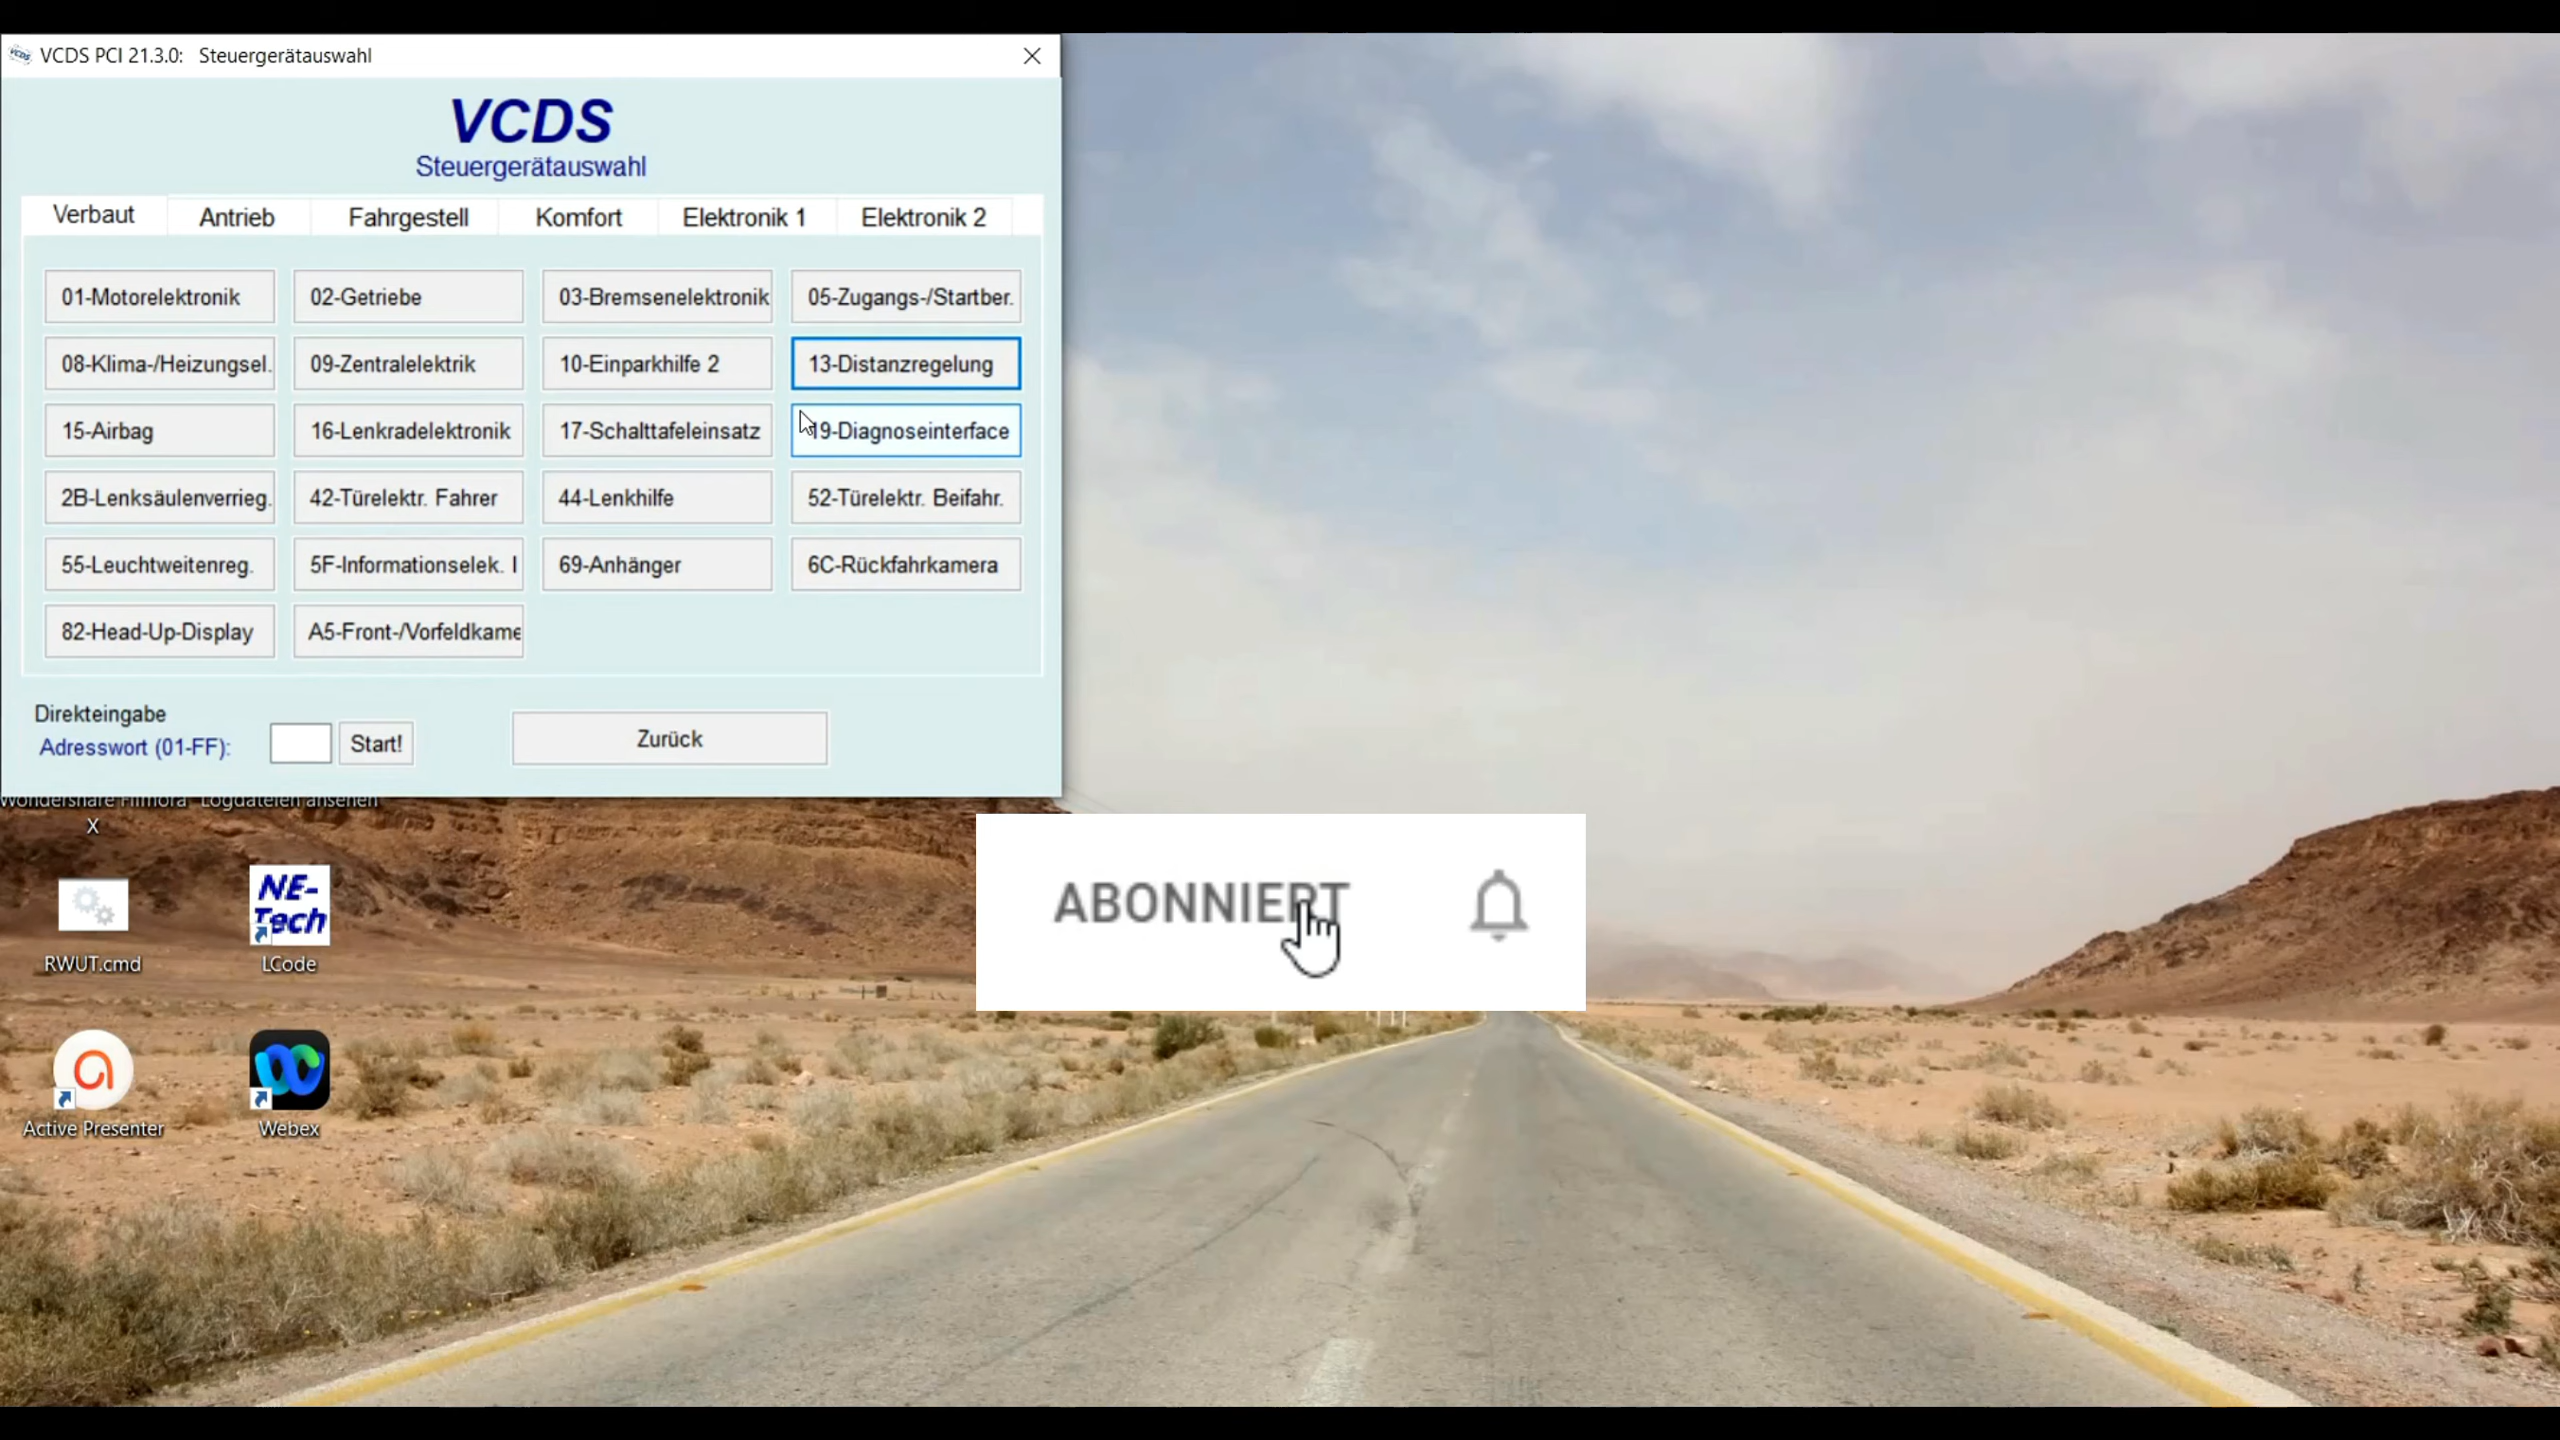 VCDS PCI 21.3.0: Steuergerätauswahl
VCDS
Steuergerätauswahl
Verbaut Antrieb Fahrgestell Komfort Elektronik 1 Elektronik 2
01-Motorelektronik 02-Getriebe 03-Bremsenelektronik 05-Zugangs-/Startber.
08-Klima-/Heizungsel. 09-Zentralelektrik 10-Einparkhilfe 2 13-Distanzregelung
15-Airbag 16-Lenkradelektronik 17-Schalttafeleinsatz 19-Diagnoseinterface
2B-Lenksäulenverrieg. 42-Türelektr. Fahrer 44-Lenkhilfe 52-Türelektr. Beifahr.
55-Leuchtweitenreg. 5F-Informationselek. I 69-Anhänger 6C-Rückfahrkamera
82-Head-Up-Display A5-Front-/Vorfeldkame
Direkteingabe
Adresswort (01-FF): Start! Zurück
Wondershare Filmora Logdateien ansehen
X
ABONNIERT
NE-
Tech
RWUT.cmd LCode
Active Presenter Webex